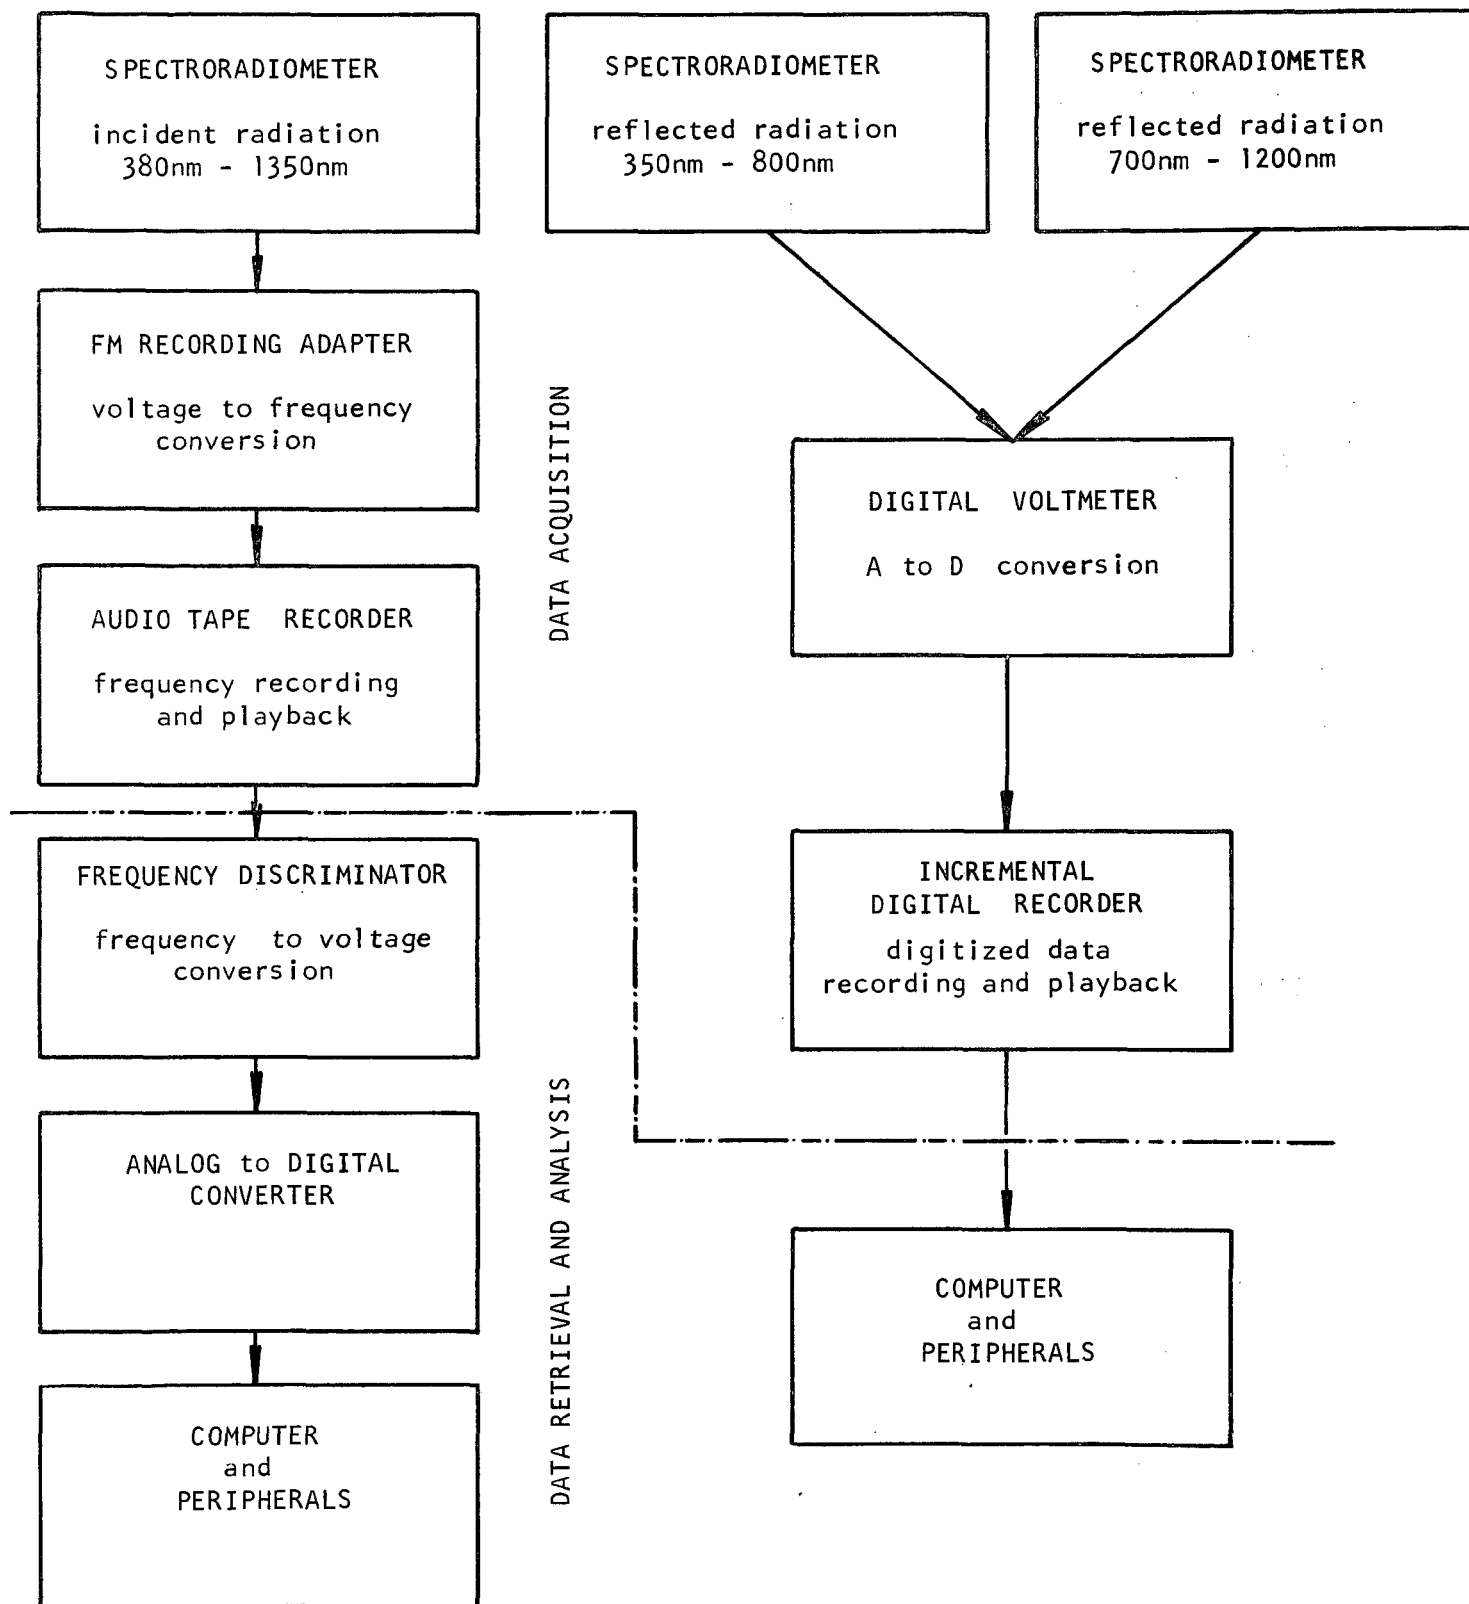 SPECTRORADIOMETER
incident radiation
380nm - 1350nm
SPECTRORADIOMETER
reflected radiation
350nm - 800nm
SPECTRORADIOMETER
reflected radiation
700nm - 1200nm
FM RECORDING ADAPTER
voltage to frequency
conversion
AUDIO TAPE RECORDER
frequency recording
and playback
DATA ACQUISITION
DIGITAL VOLTMETER
A to D conversion
FREQUENCY DISCRIMINATOR
frequency to voltage
conversion
INCREMENTAL
DIGITAL RECORDER
digitized data
recording and playback
ANALOG to DIGITAL
CONVERTER
DATA RETRIEVAL AND ANALYSIS
COMPUTER
and
PERIPHERALS
COMPUTER
and
PERIPHERALS